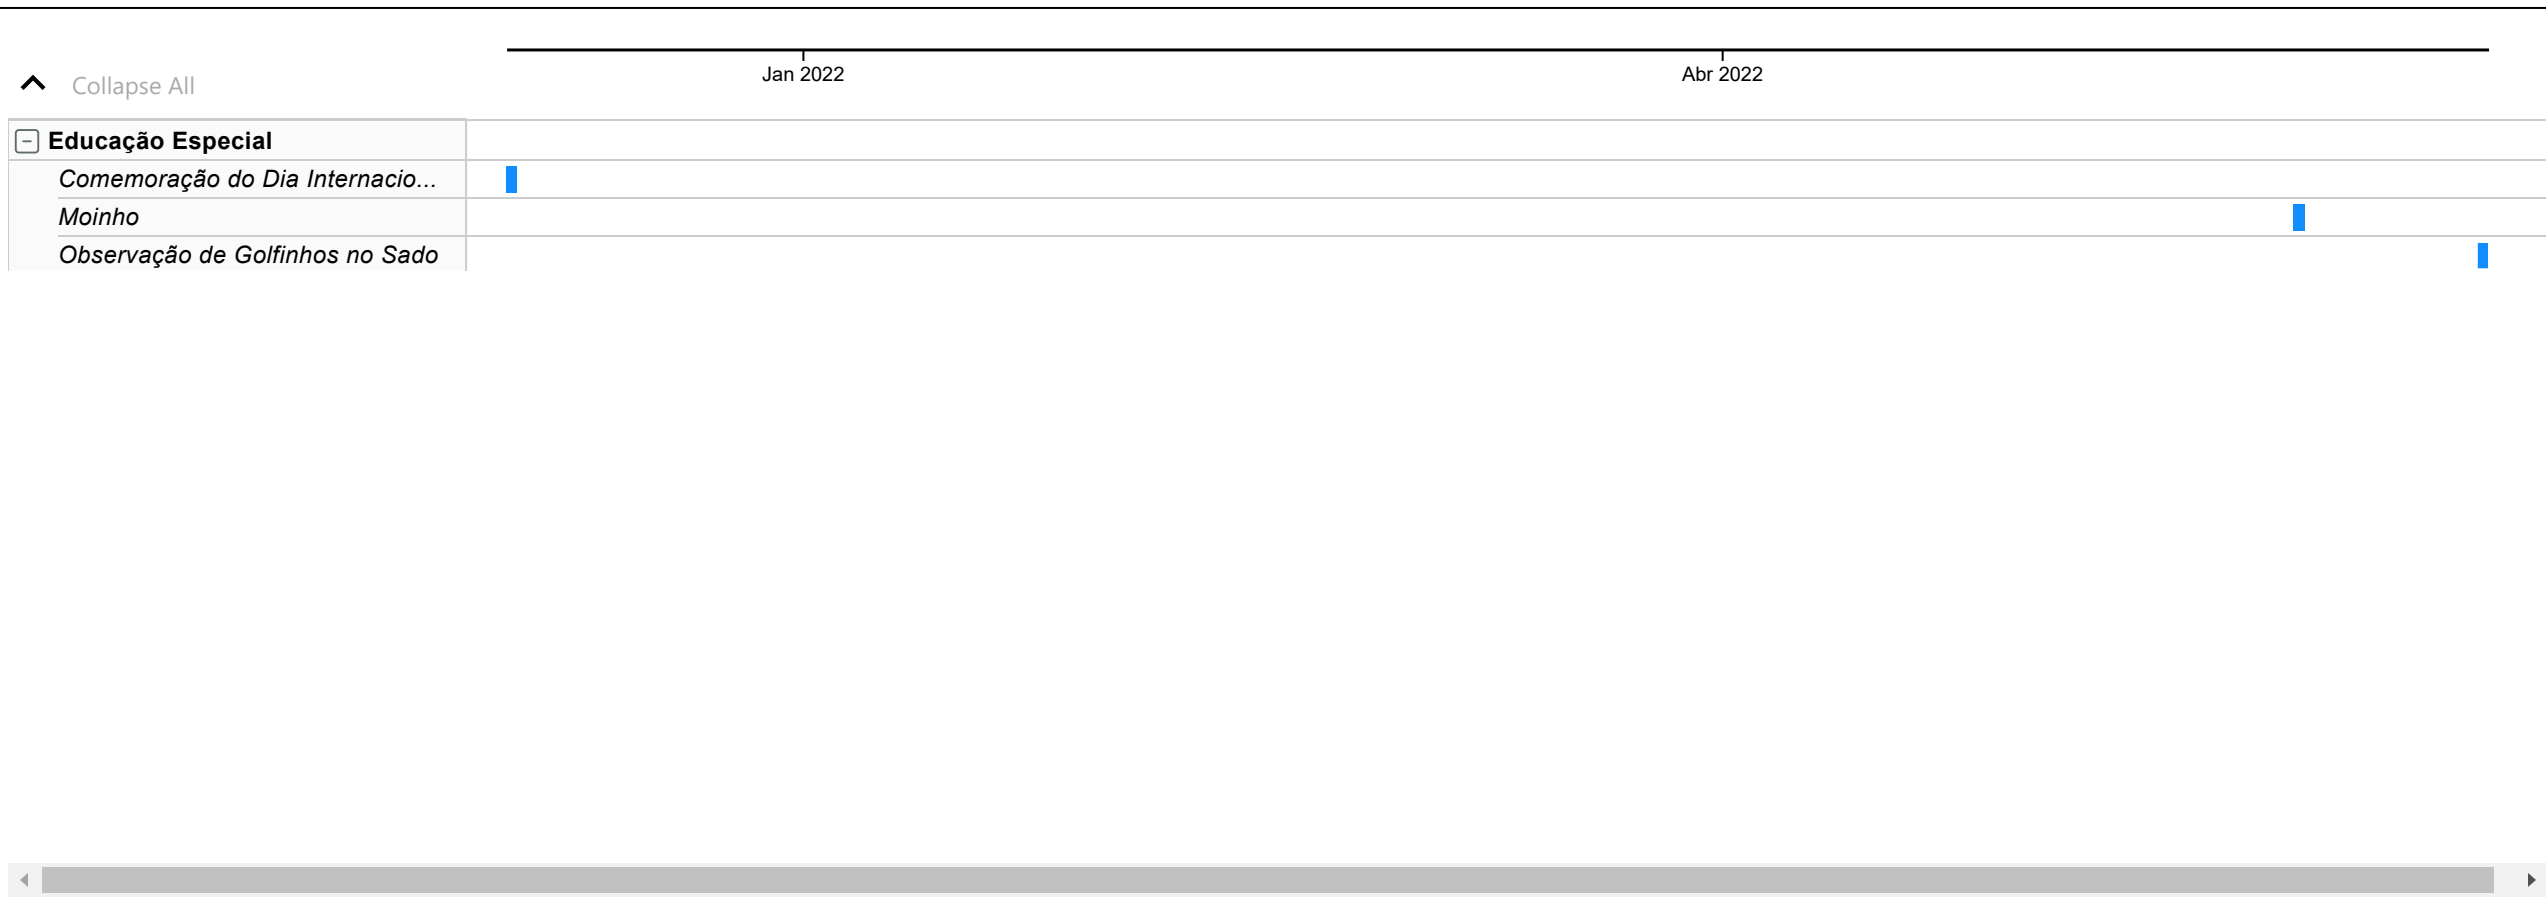 Jan 2022 Abr 2022
Collapse All
Educação Especial
Comemoração do Dia Internacio...
Moinho
Observação de Golfinhos no Sado